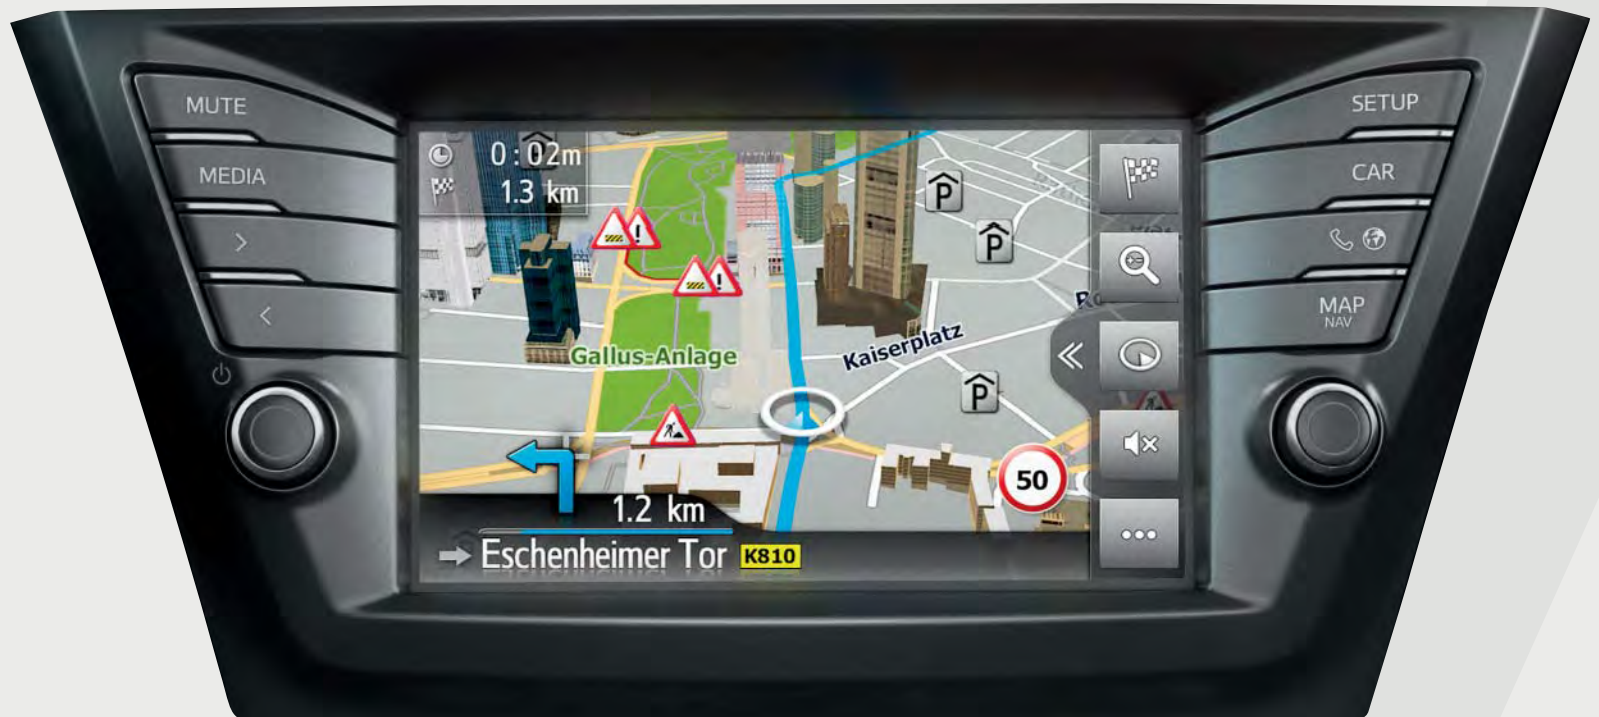 MUTE
MEDIA
SETUP
CAR
MAP
NAV
0:02m
1.3 km
P
P
P
Gallus-Anlage
Kaiserplatz
50
1.2 km
Eschenheimer Tor K810